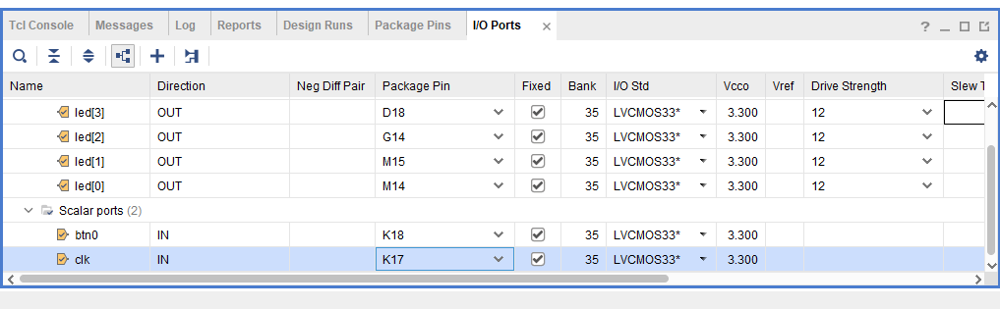 Tcl Console Messages Log Reports Design Runs Package Pins I/O Ports
Name Direction Neg Diff Pair Package Pin Fixed Bank I/O Std Vcco Vref Drive Strength Slew T
led[3] OUT D18 35 LVCMOS33* 3.300 12
led[2] OUT G14 35 LVCMOS33* 3.300 12
led[1] OUT M15 35 LVCMOS33* 3.300 12
led[0] OUT M14 35 LVCMOS33* 3.300 12
Scalar ports (2)
btn0 IN K18 35 LVCMOS33* 3.300
clk IN K17 35 LVCMOS33* 3.300